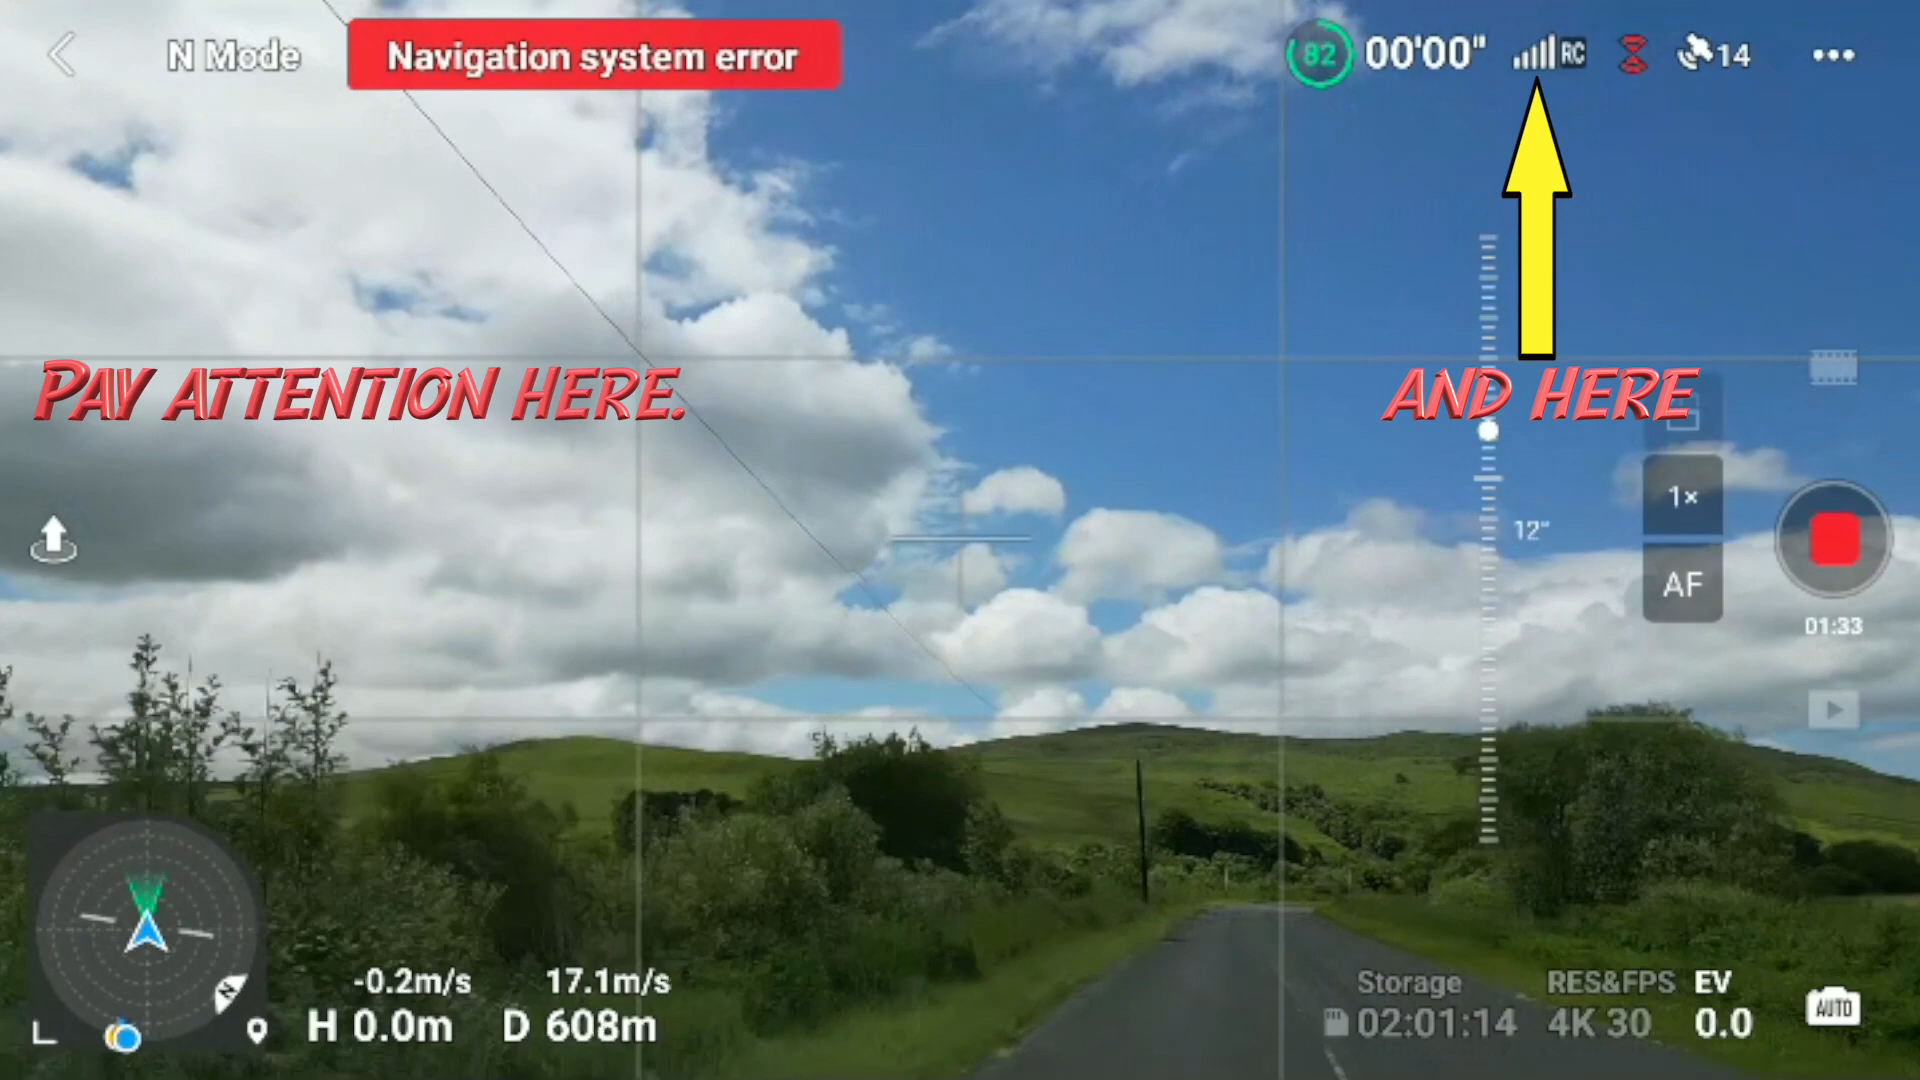 N Mode
Navigation system error
82
00'00"
RC
14
PAY ATTENTION HERE.
AND HERE
12°
1×
AF
01:33
N
-0.2m/s
17.1m/s
H 0.0m
D 608m
L
Storage
02:01:14
RES&FPS
4K 30
EV
0.0
AUTO